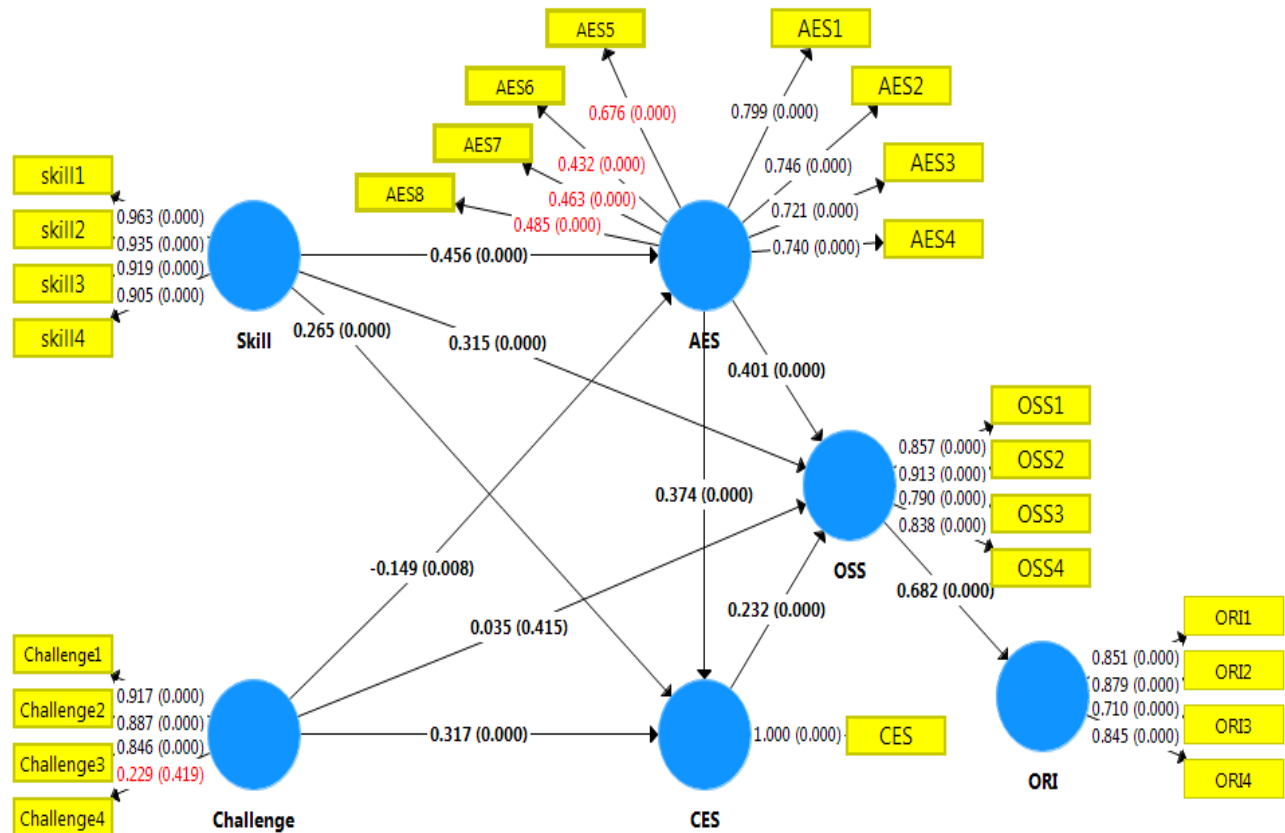 AES5
AES1
AES6
AES2
AES7
AES3
AES8
AES4
0.676 (0.000)
0.799 (0.000)
0.432 (0.000)
0.746 (0.000)
0.463 (0.000)
0.721 (0.000)
0.485 (0.000)
0.740 (0.000)
skill1
0.963 (0.000)
skill2
0.935 (0.000)
0.919 (0.000)
skill3
0.905 (0.000)
skill4
Skill
0.456 (0.000)
AES
0.265 (0.000)
0.315 (0.000)
0.401 (0.000)
OSS1
0.857 (0.000)
OSS2
0.913 (0.000)
0.790 (0.000)
OSS3
0.838 (0.000)
OSS4
0.374 (0.000)
OSS
-0.149 (0.008)
0.035 (0.415)
0.232 (0.000)
0.682 (0.000)
Challenge1
0.917 (0.000)
Challenge2
0.887 (0.000)
0.846 (0.000)
Challenge3
0.229 (0.419)
Challenge4
Challenge
0.317 (0.000)
1.000 (0.000)
CES
CES
ORI1
0.851 (0.000)
ORI2
0.879 (0.000)
0.710 (0.000)
ORI3
0.845 (0.000)
ORI4
ORI